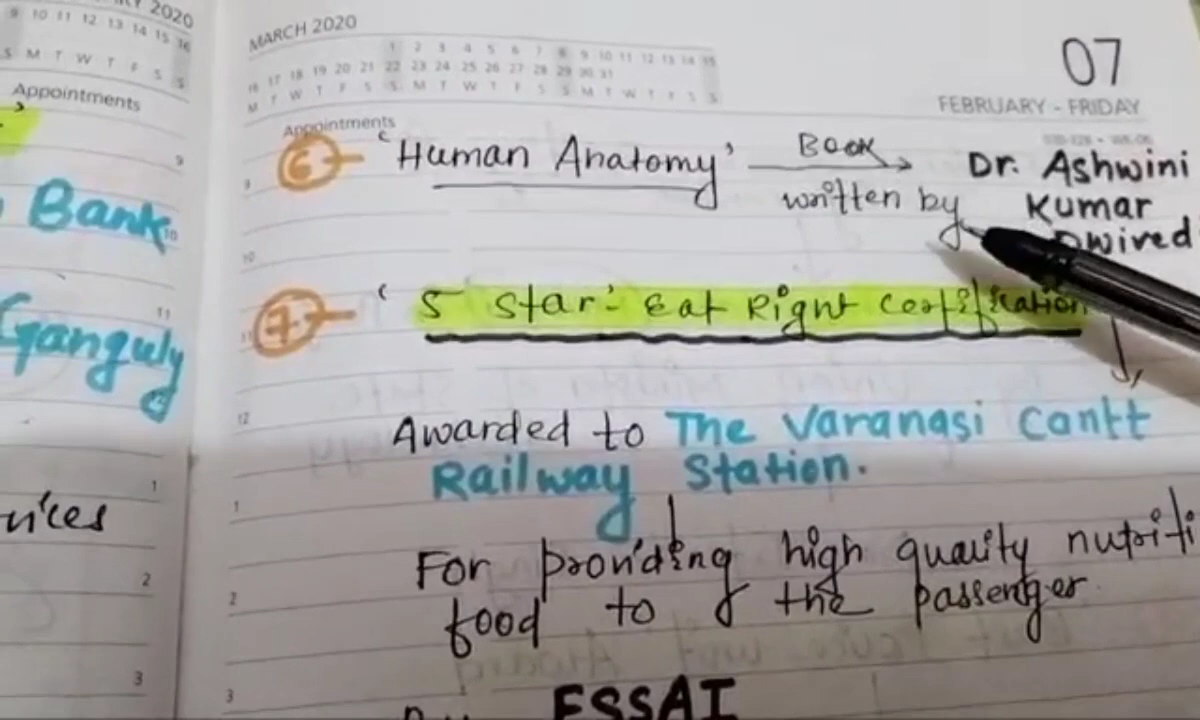 2020
9 10 11 12 13 14 15 16
S M T W T F S S
Appointments
Bank
Ganguly
MARCH 2020
1 2 3 4 5 6 7 8 9 10 11 12 13 14 15
16 17 18 19 20 21 22 23 24 25 26 27 28 29 30 31
M T W T F S S M T W T F S S M T W T F S S
07
FEBRUARY - FRIDAY
Appointments
6 - 'Human Anatomy' Book written by Dr. Ashwini
Kumar
7 - '5 Star' Eat Right Certification
Awarded to The Varanasi Cantt
Railway Station.
For providing high quality
food to the passenger
FSSAI